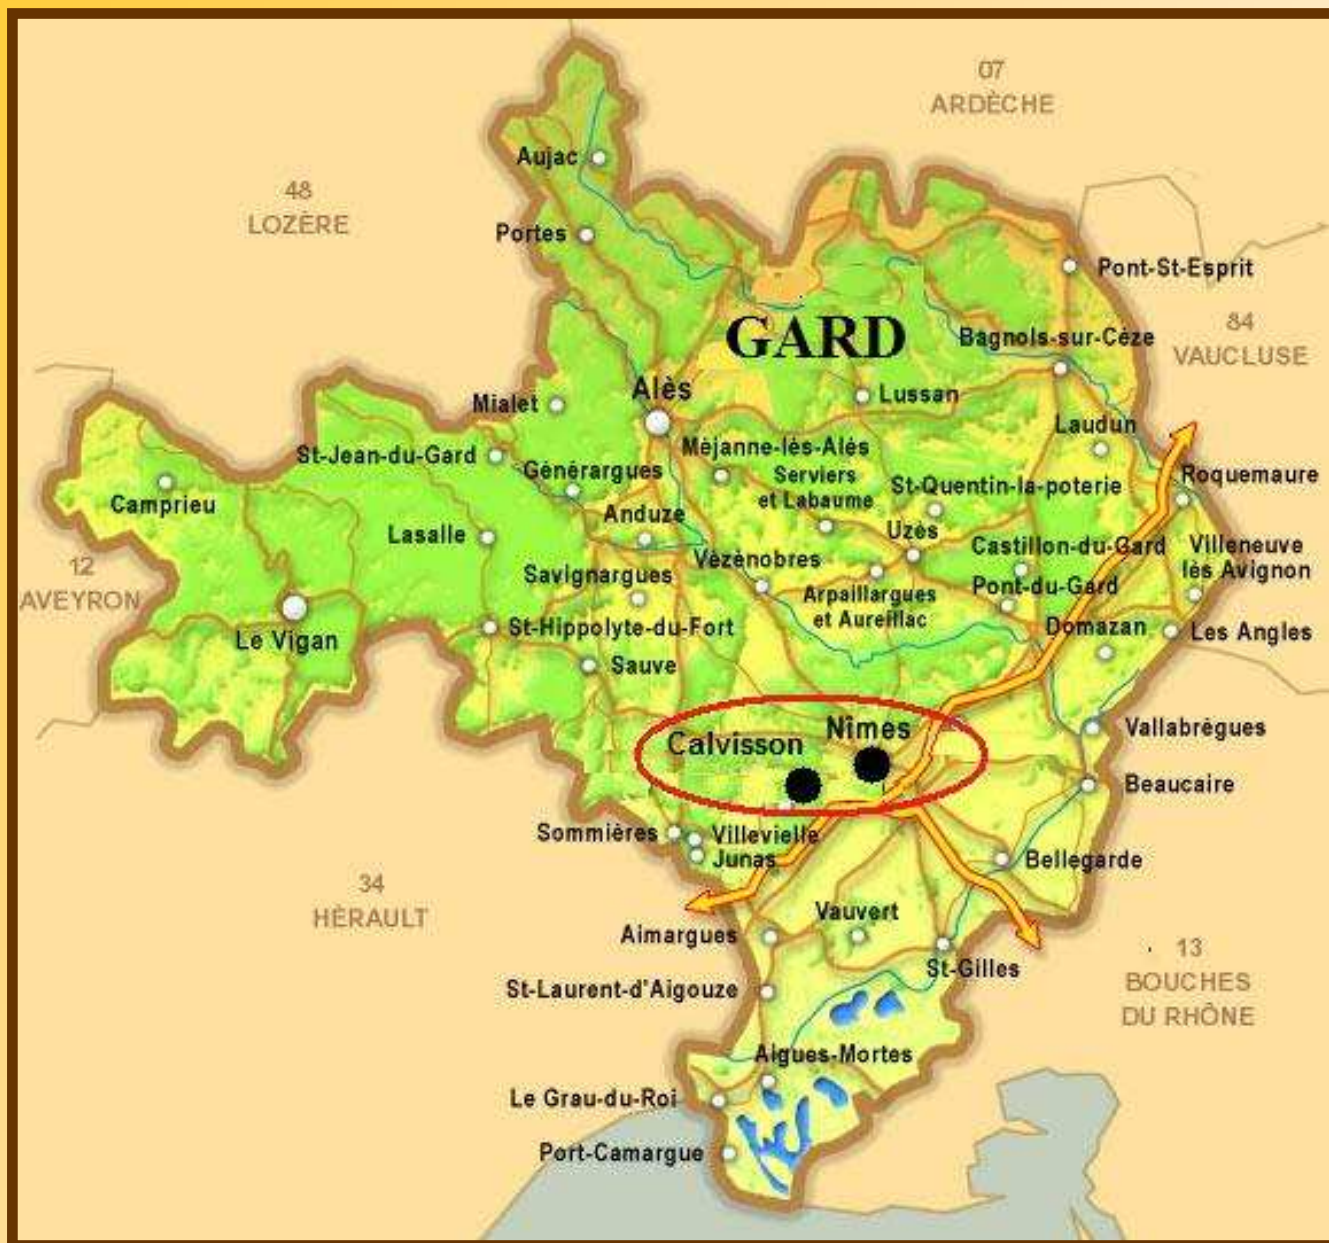 07
ARDÈCHE
Aujac
48
LOZÈRE
Portes
Pont-St-Esprit
GARD
84
VAUCLUSE
Bagnols-sur-Cèze
Lussan
Alès
Mialet
Laudun
Méjanne-lès-Alès
St-Jean-du-Gard
Générargues
Serviers
et Labaume
St-Quentin-la-poterie
Roquemaure
Camprieu
Anduze
Lasalle
Uzès
Castillon-du-Gard
Villeneuve
lès Avignon
12
AVEYRON
Vèzènobres
Savignargues
Arpaillargues
et Aureillac
Pont-du-Gard
Le Vigan
St-Hippolyte-du-Fort
Domazan
Les Angles
Sauve
Nîmes
Calvisson
Vallabrègues
Beaucaire
Sommières
Villevielle
Junas
Bellegarde
34
HÈRAULT
Vauvert
Aimargues
St-Gilles
13
BOUCHES
DU RHÔNE
St-Laurent-d'Aigouze
Aigues-Mortes
Le Grau-du-Roi
Port-Camargue